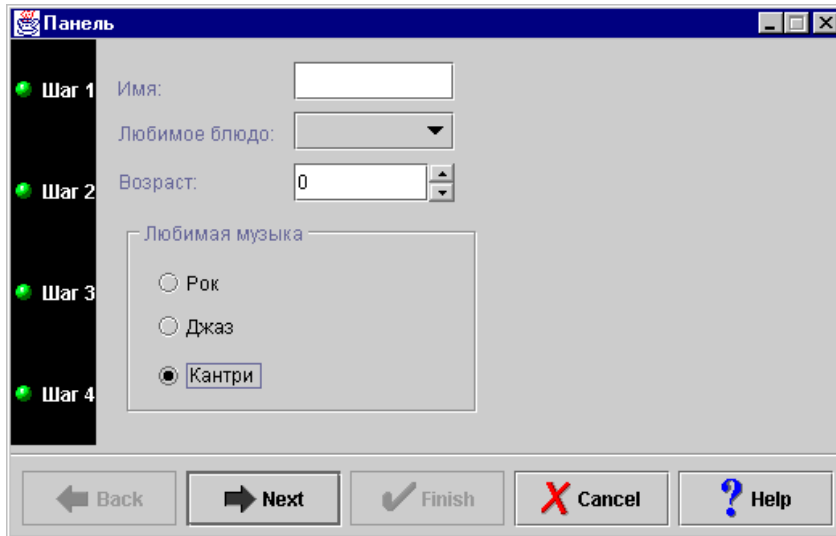 Панель
Шаг 1
Имя:
Любимое блюдо:
Шаг 2
Возраст:
0
Любимая музыка
Рок
Шаг 3
Джаз
Кантри
Шаг 4
Back
Next
Finish
Cancel
Help